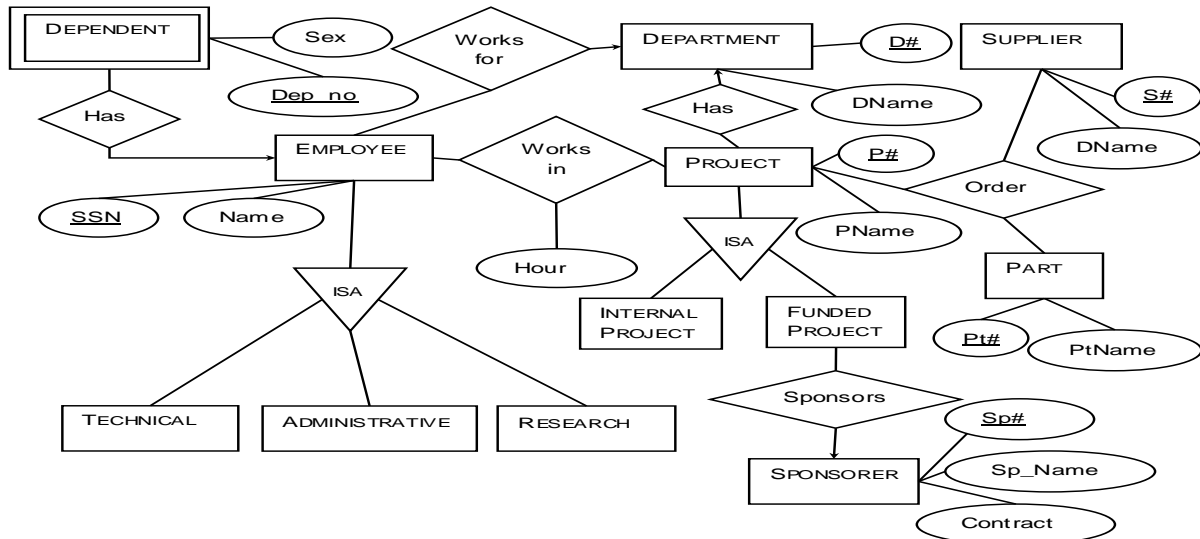 DEPENDENT
Sex
Works
for
DEPARTMENT
D#
SUPPLIER
Dep_no
Has
Has
DName
S#
DName
EMPLOYEE
Works
in
PROJECT
P#
Order
SSN
Name
PName
ISA
Hour
ISA
PART
INTERNAL
PROJECT
FUNDED
PROJECT
Pt#
PtName
TECHNICAL
ADMINISTRATIVE
RESEARCH
Sponsors
Sp#
SPONSORER
Sp_Name
Contract